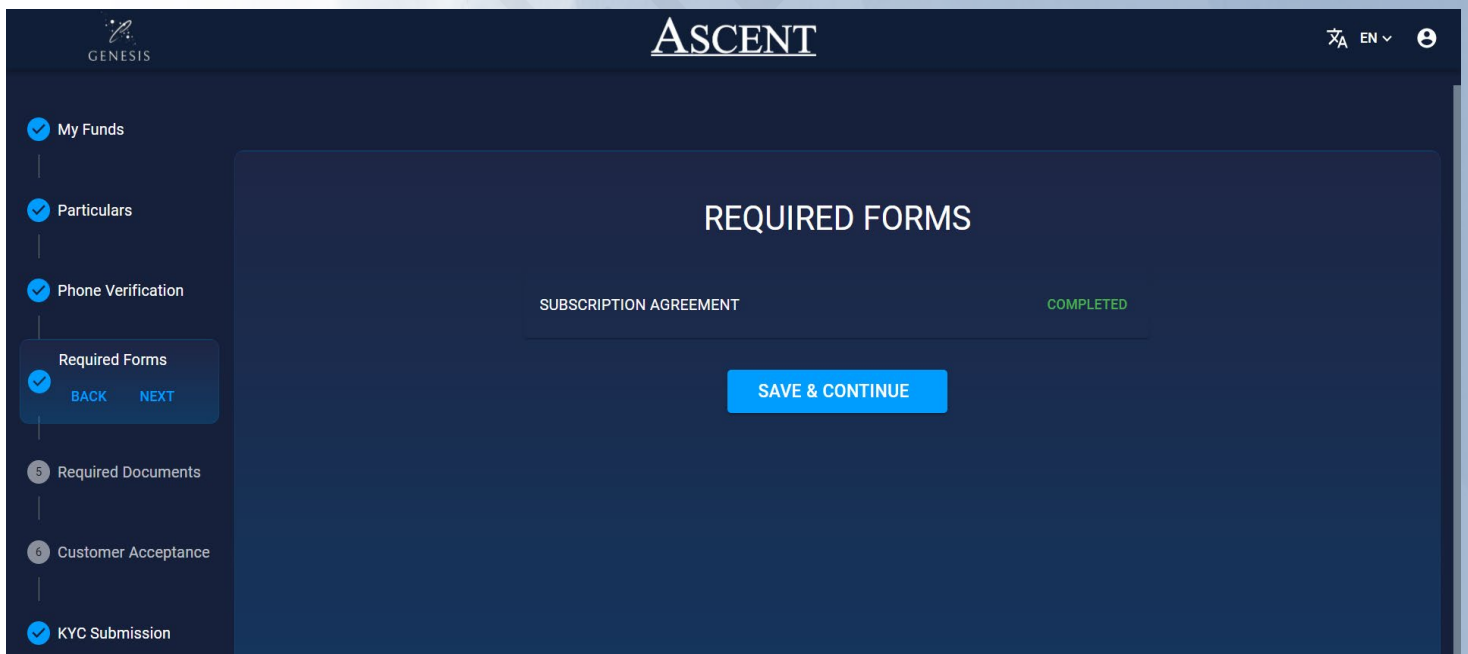 GENESIS
ASCENT
EN
My Funds
Particulars
Phone Verification
Required Forms
BACK NEXT
5 Required Documents
6 Customer Acceptance
KYC Submission
REQUIRED FORMS
SUBSCRIPTION AGREEMENT COMPLETED
SAVE & CONTINUE